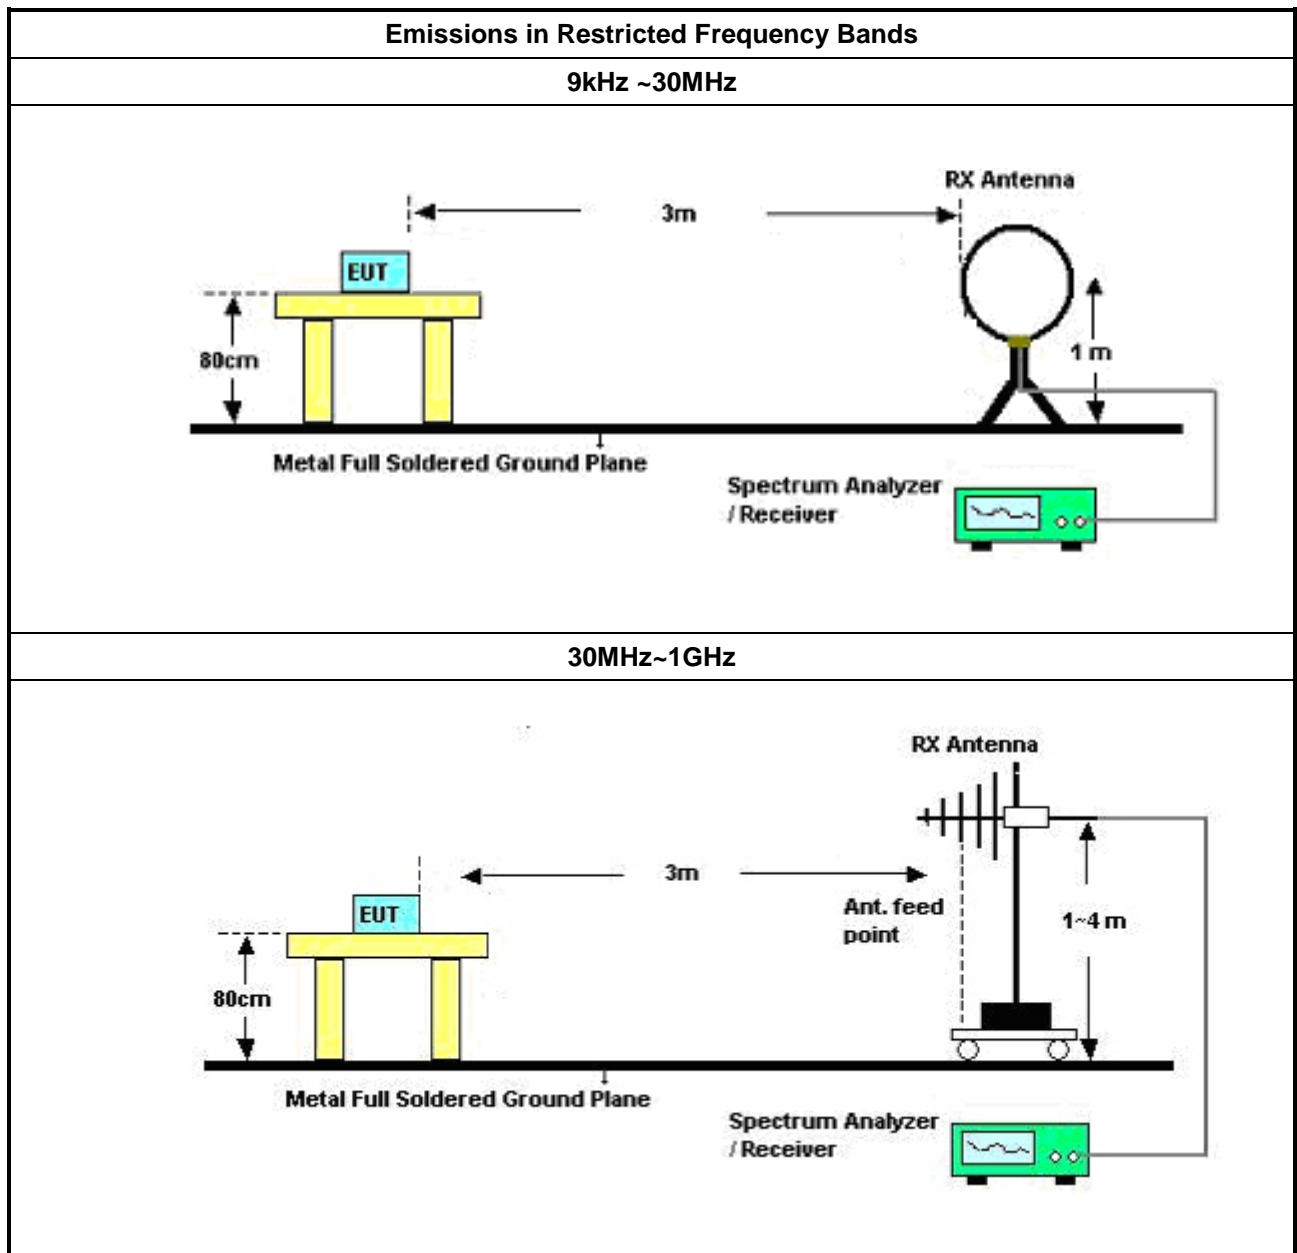 Emissions in Restricted Frequency Bands
9kHz ~30MHz
RX Antenna
3m
EUT
80cm
1 m
Metal Full Soldered Ground Plane
Spectrum Analyzer
/ Receiver
30MHz~1GHz
RX Antenna
3m
EUT
Ant. feed
point
1~4 m
80cm
Metal Full Soldered Ground Plane
Spectrum Analyzer
/ Receiver